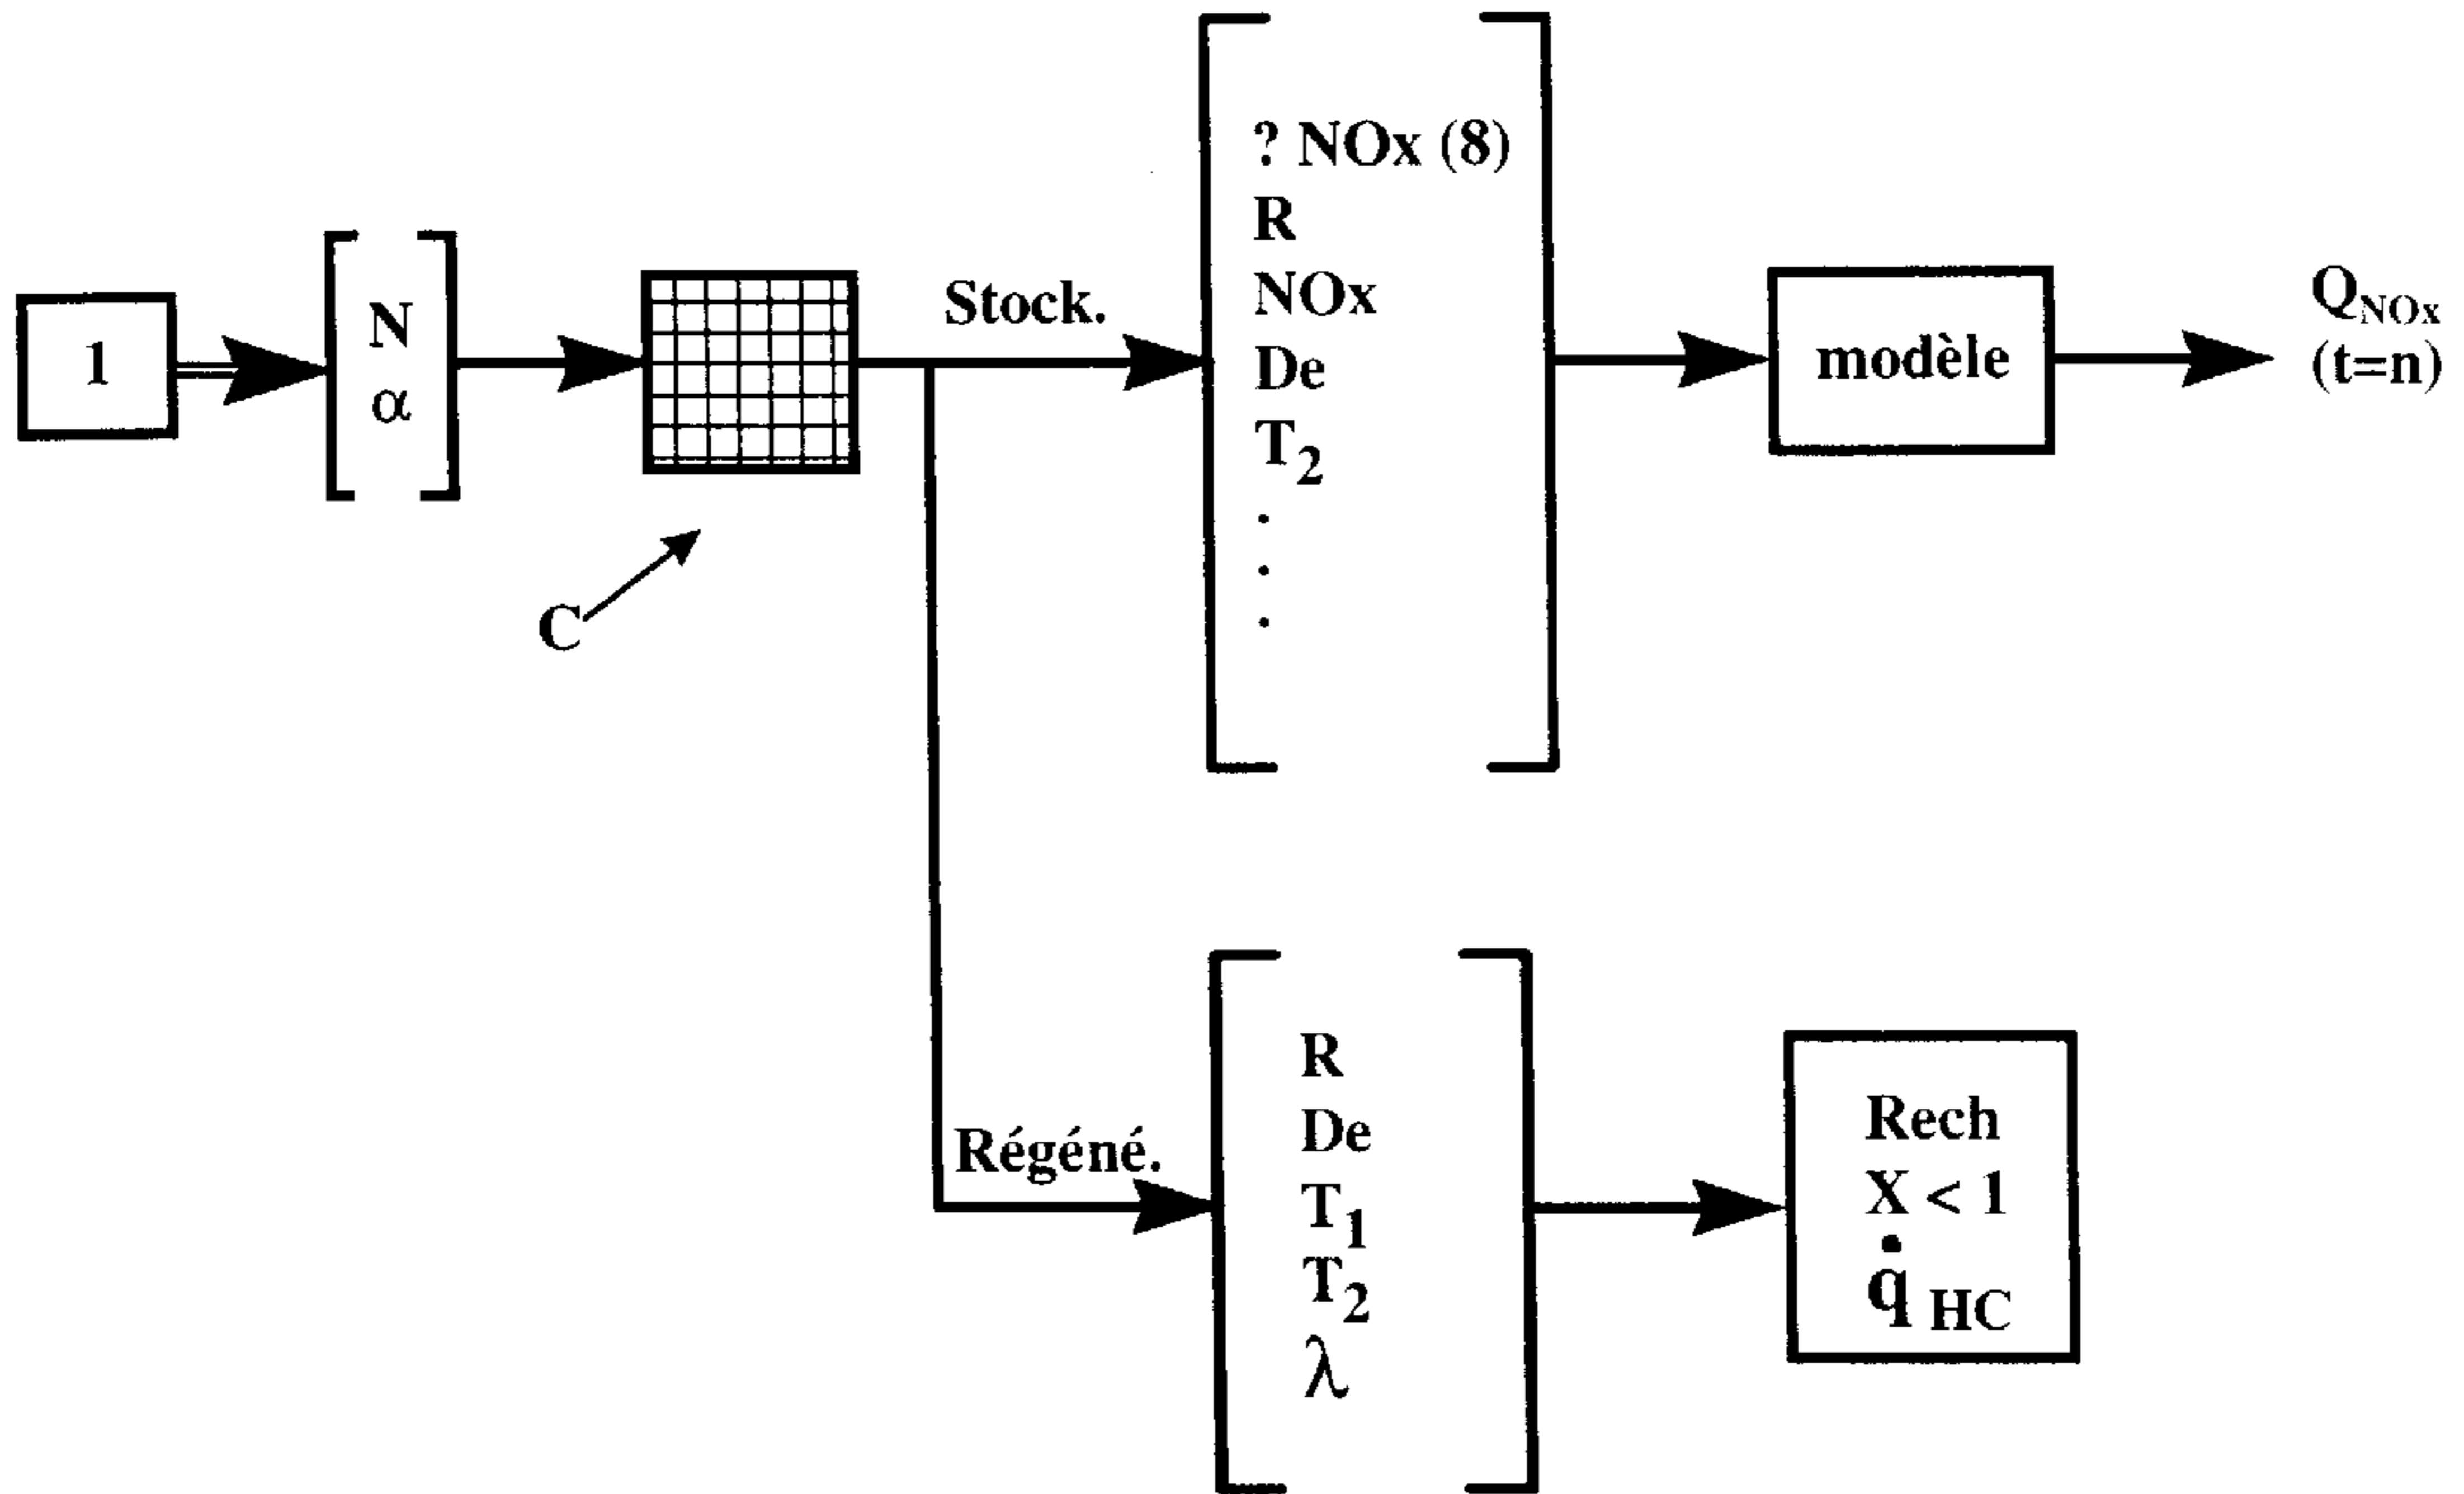 1
N
α
C
Stock.
? NOx (8)
R
NOx
De
T2
.
.
.
modèle
QNOx
(t=n)
Régéné.
R
De
T1
T2
λ
Rech
X < 1
q̇ HC